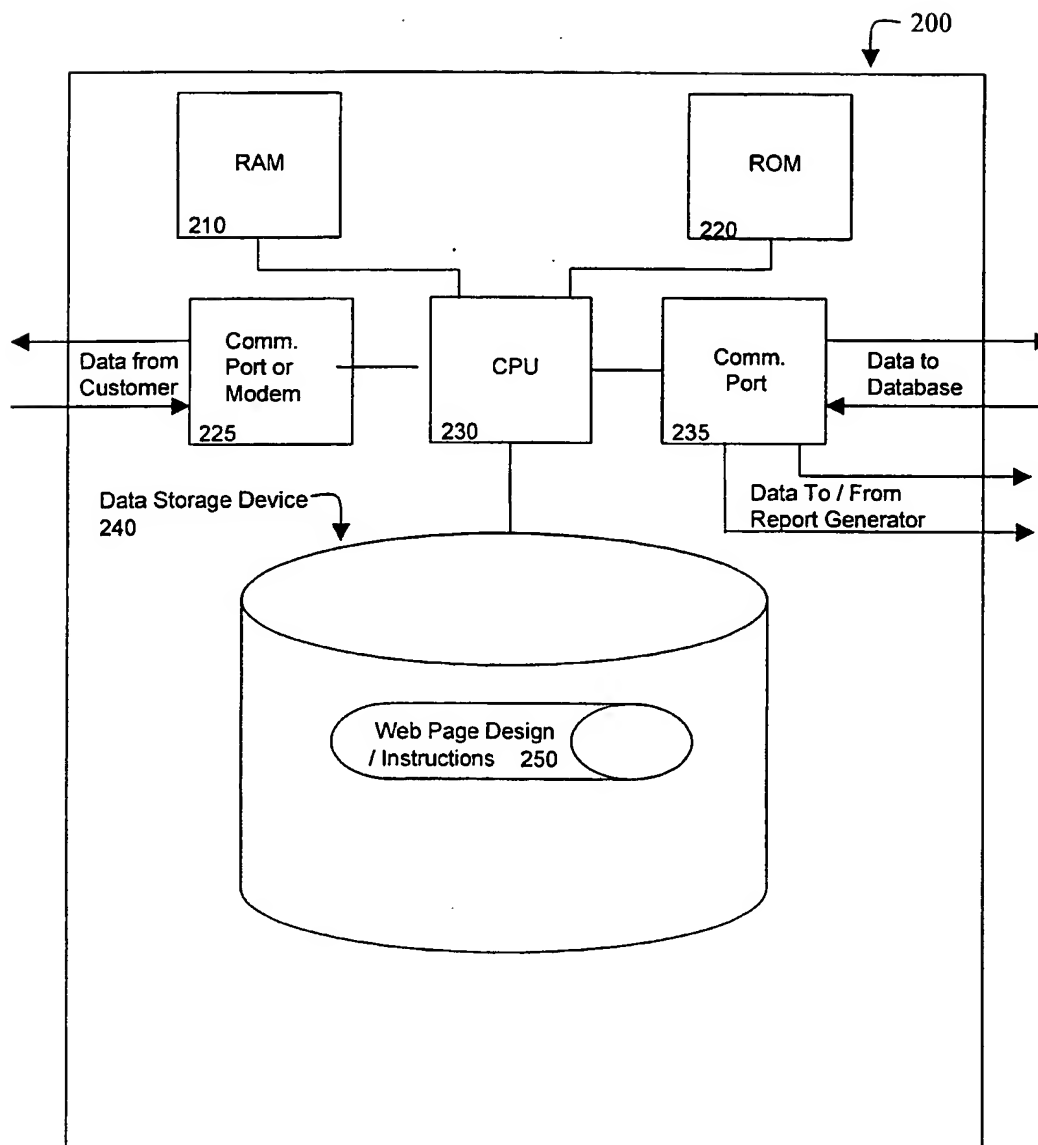 200
RAM
210
ROM
220
Data from
Customer
Comm.
Port or
Modem
225
CPU
230
Comm.
Port
235
Data to
Database
Data To / From
Report Generator
Data Storage Device
240
Web Page Design
/ Instructions 250